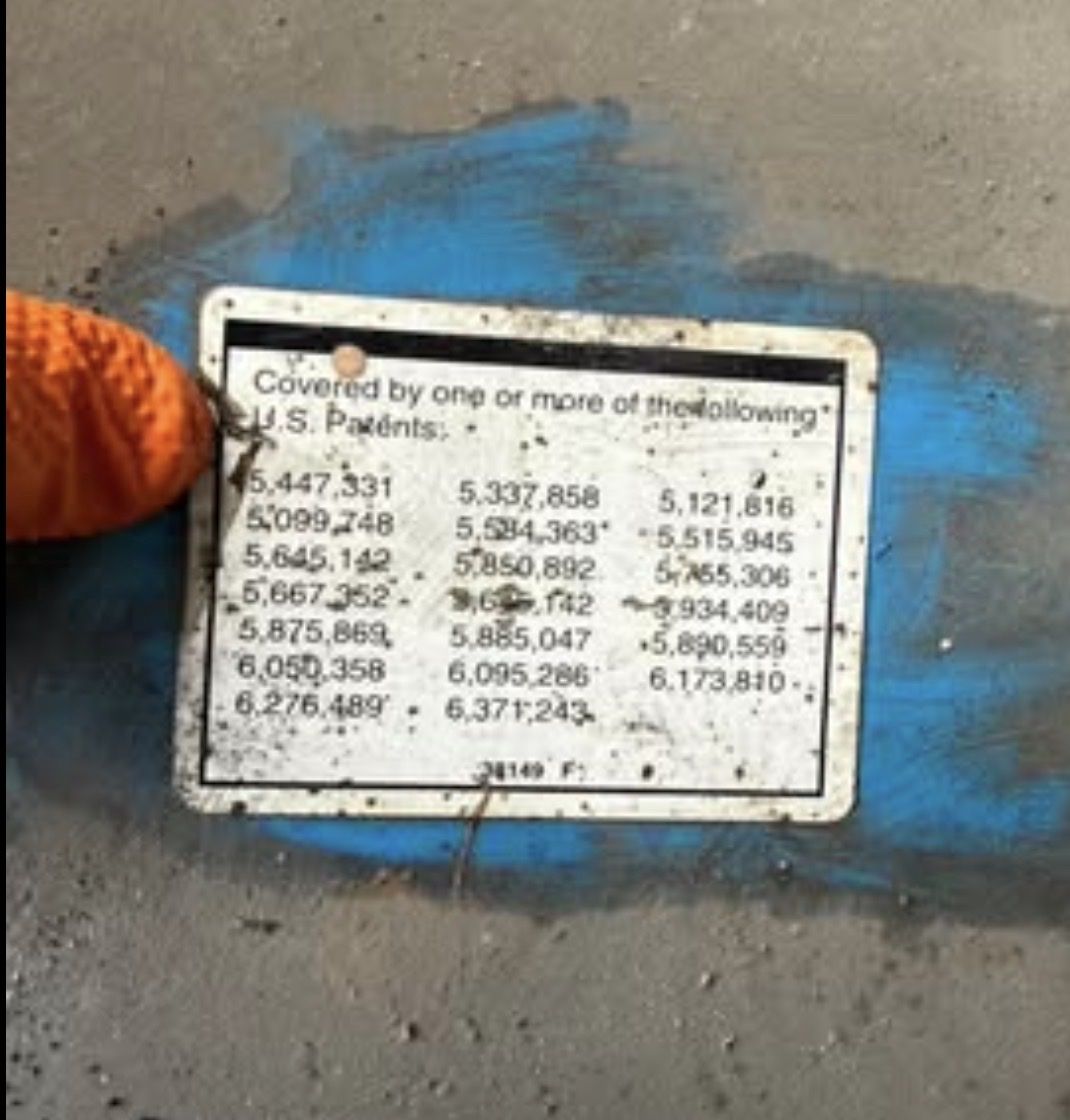 Covered by one or more of the following
U.S. Patents:
5,447,331 5,337,858 5,121,816
5,099,748 5,584,363 5,515,945
5,645,142 5,850,892
5,667,352 5,934,409
5,875,869 5,885,047 5,890,559
6,050,358 6,095,286 6,173,810
6,276,489 6,371,243
F